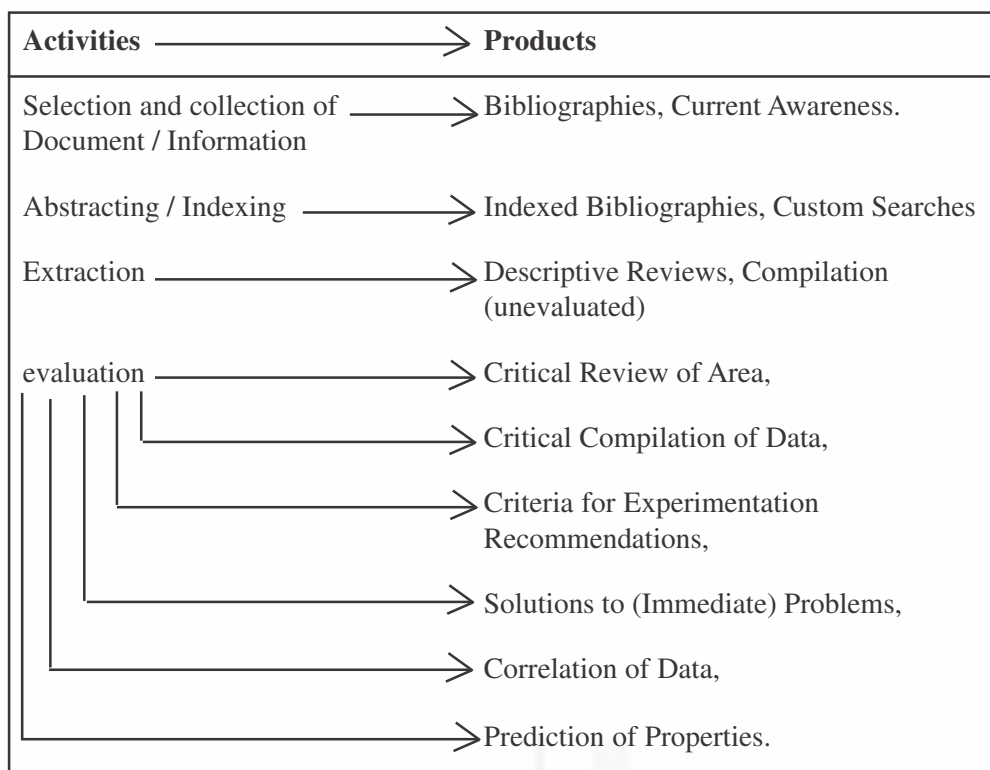 Activities Products
Selection and collection of Bibliographies, Current Awareness.
Document / Information
Abstracting / Indexing Indexed Bibliographies, Custom Searches
Extraction Descriptive Reviews, Compilation
(unevaluated)
evaluation Critical Review of Area,
Critical Compilation of Data,
Criteria for Experimentation
Recommendations,
Solutions to (Immediate) Problems,
Correlation of Data,
Prediction of Properties.